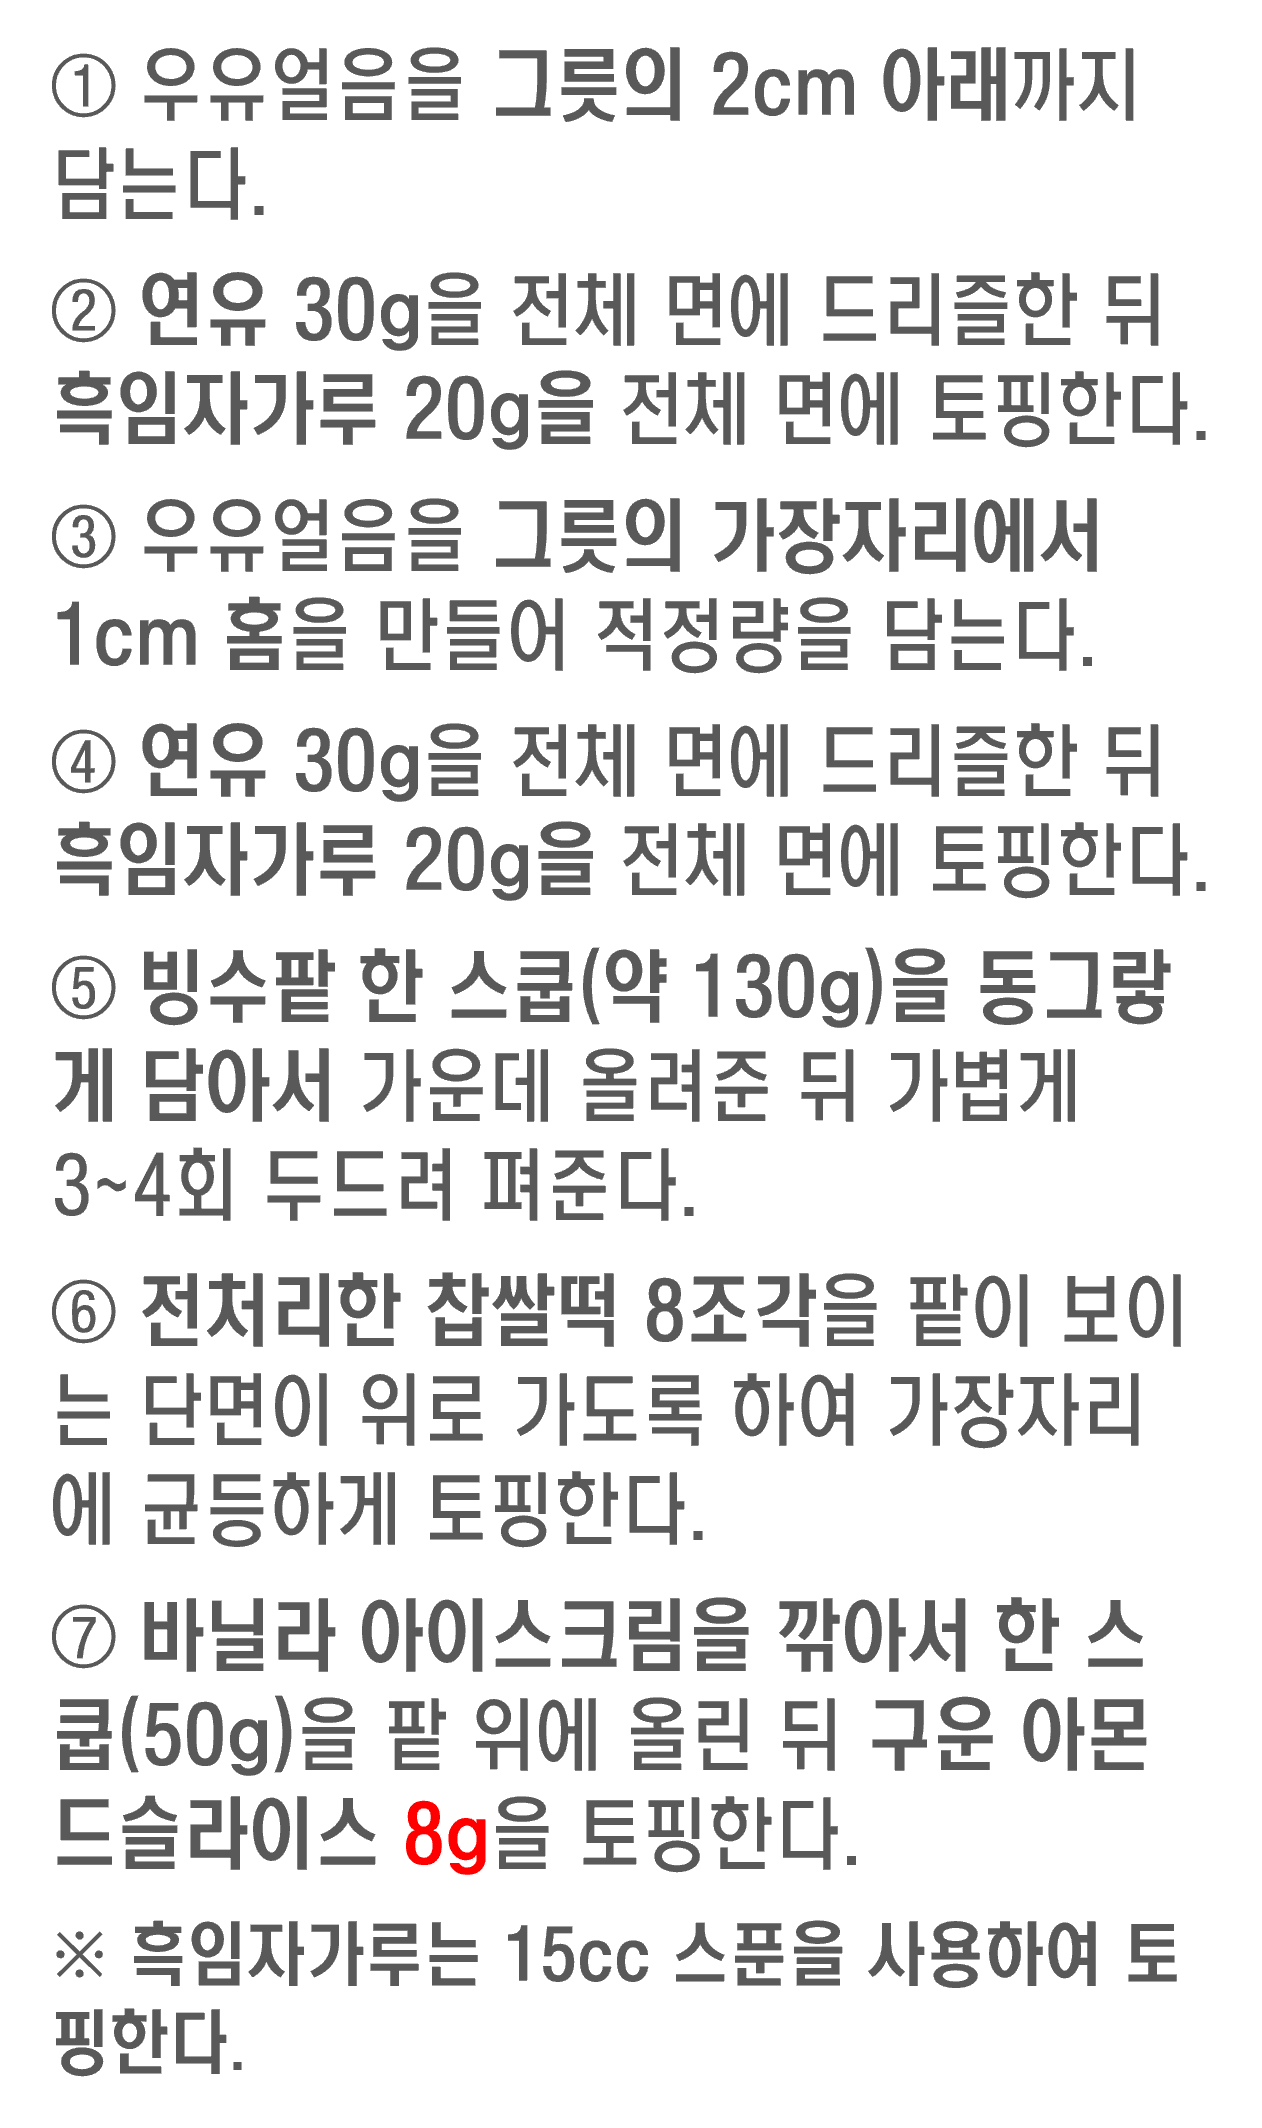 ① 우유얼음을 그릇의 2cm 아래까지
담는다.
② 연유 30g을 전체 면에 드리즐한 뒤
흑임자가루 20g을 전체 면에 토핑한다.
③ 우유얼음을 그릇의 가장자리에서
1cm 홈을 만들어 적정량을 담는다.
④ 연유 30g을 전체 면에 드리즐한 뒤
흑임자가루 20g을 전체 면에 토핑한다.
⑤ 빙수팥 한 스쿱(약 130g)을 동그랗
게 담아서 가운데 올려준 뒤 가볍게
3~4회 두드려 펴준다.
⑥ 전처리한 찹쌀떡 8조각을 팥이 보이
는 단면이 위로 가도록 하여 가장자리
에 균등하게 토핑한다.
⑦ 바닐라 아이스크림을 깎아서 한 스
쿱(50g)을 팥 위에 올린 뒤 구운 아몬
드슬라이스 8g을 토핑한다.
※ 흑임자가루는 15cc 스푼을 사용하여 토
핑한다.